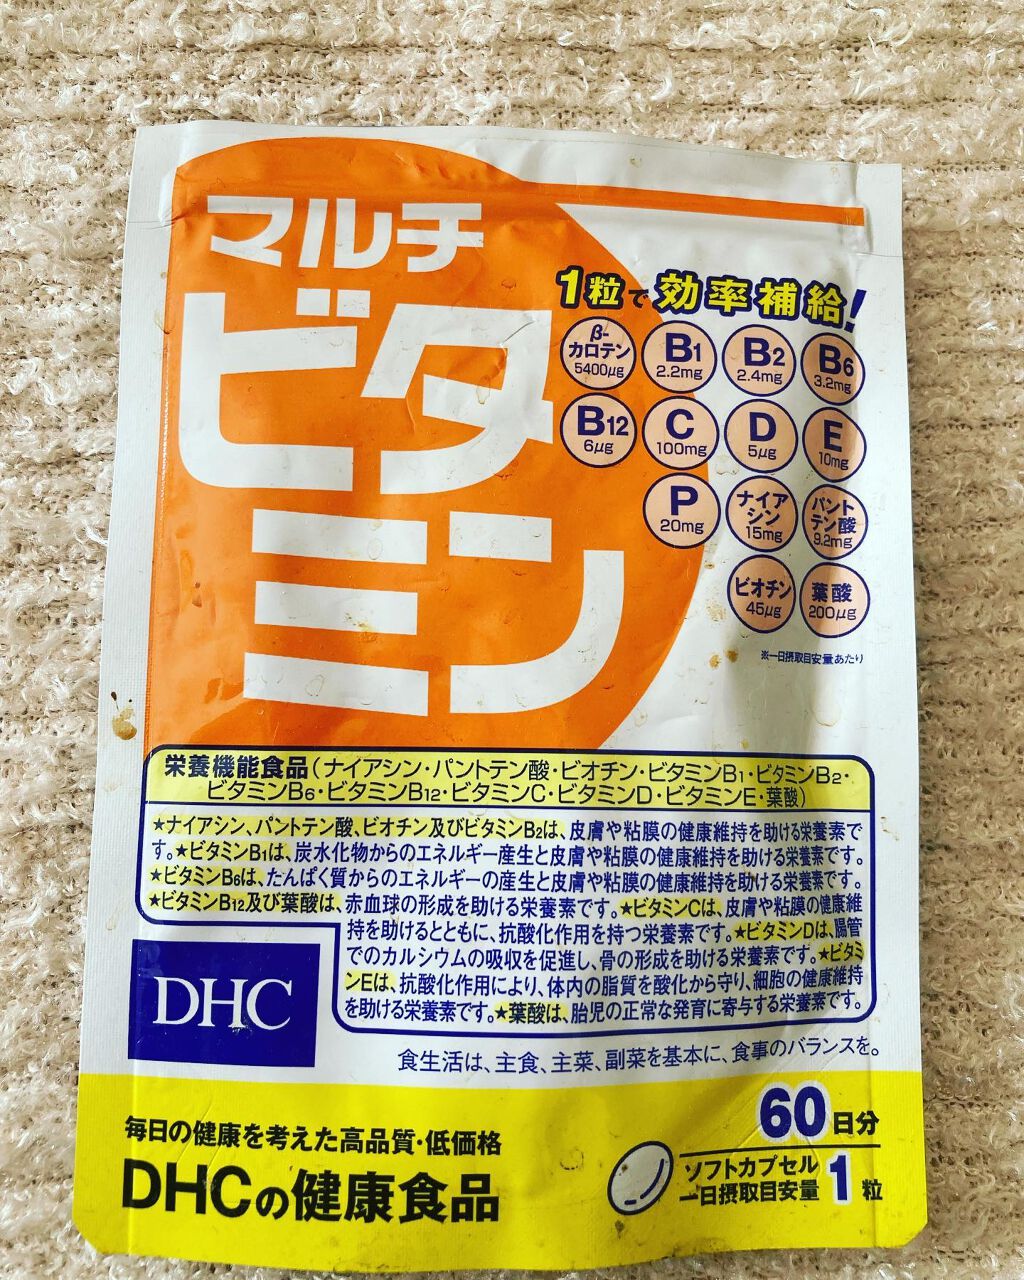 マルチ
ビタ
ミン
1粒で効率補給!
β-
カロテン
5400μg
B1
2.2mg
B2
2.4mg
B6
3.2mg
B12
6μg
C
100mg
D
5μg
E
10mg
P
20mg
ナイア
シン
15mg
パント
テン酸
9.2mg
ビオチン
45μg
葉酸
200μg
※一日摂取目安量あたり
栄養機能食品(ナイアシン・パントテン酸・ビオチン・ビタミンB1・ビタミンB2・
ビタミンB6・ビタミンB12・ビタミンC・ビタミンD・ビタミンE・葉酸)
★ナイアシン、パントテン酸、ビオチン及びビタミンB2は、皮膚や粘膜の健康維持を助ける栄養素で
す。★ビタミンB1は、炭水化物からのエネルギー産生と皮膚や粘膜の健康維持を助ける栄養素です。
★ビタミンB6は、たんぱく質からのエネルギーの産生と皮膚や粘膜の健康維持を助ける栄養素です。
★ビタミンB12及び葉酸は、赤血球の形成を助ける栄養素です。★ビタミンCは、皮膚や粘膜の健康維
持を助けるとともに、抗酸化作用を持つ栄養素です。★ビタミンDは、腸管
でのカルシウムの吸収を促進し、骨の形成を助ける栄養素です。★ビタミ
ンEは、抗酸化作用により、体内の脂質を酸化から守り、細胞の健康維持
を助ける栄養素です。★葉酸は、胎児の正常な発育に寄与する栄養素です。
DHC
食生活は、主食、主菜、副菜を基本に、食事のバランスを。
毎日の健康を考えた高品質・低価格
DHCの健康食品
60日分
ソフトカプセル
一日摂取目安量 1粒